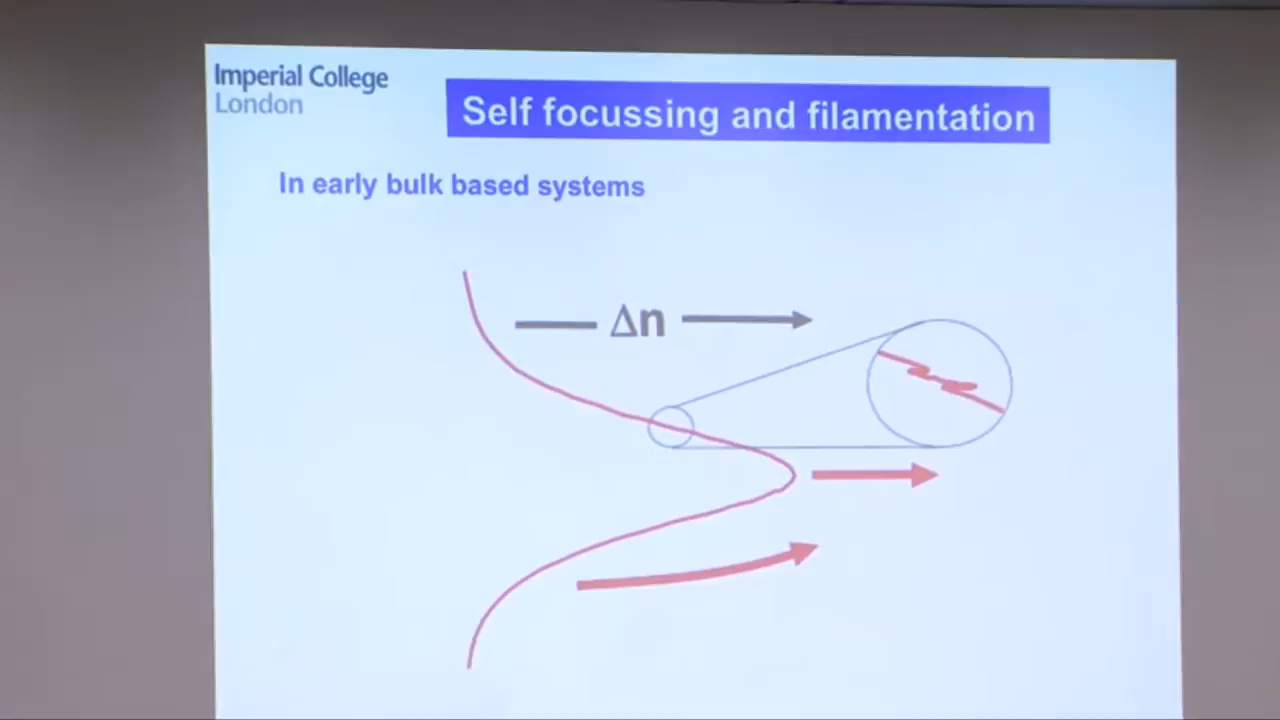 Imperial College
London
Self focussing and filamentation
In early bulk based systems
Δn